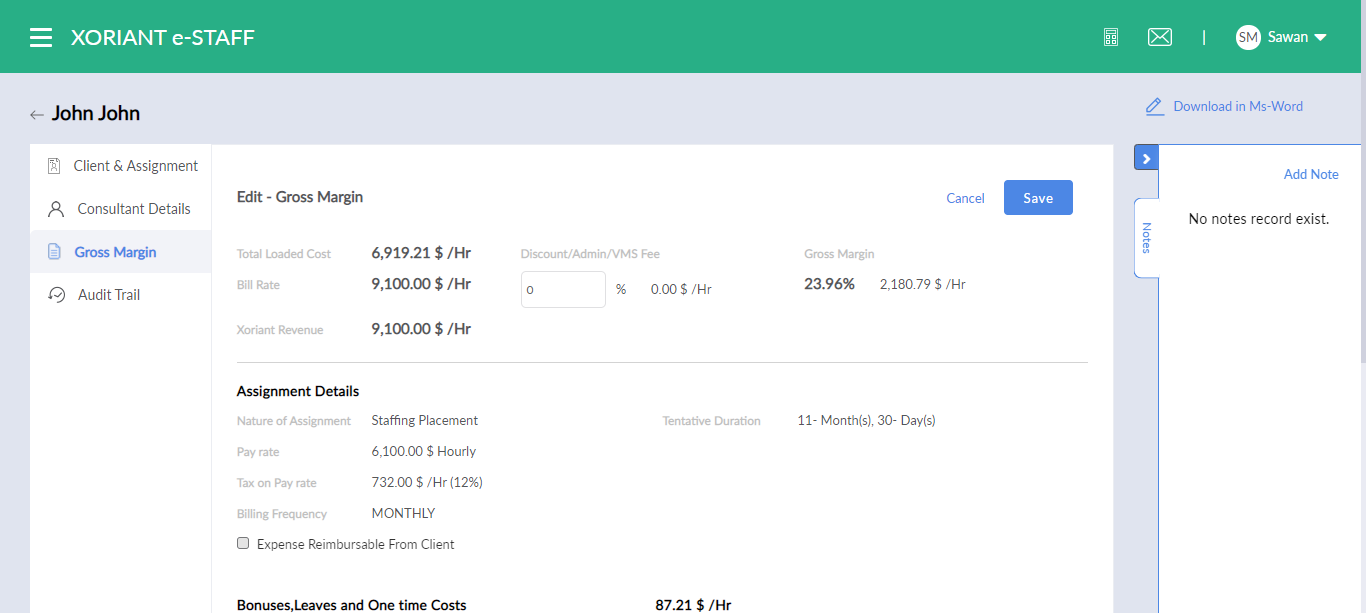 XORIANT e-STAFF
| SM Sawan
John John
Download in Ms-Word
Client & Assignment
Consultant Details
Gross Margin
Audit Trail
Edit - Gross Margin
Cancel Save
Total Loaded Cost 6,919.21 $ /Hr Discount/Admin/VMS Fee Gross Margin
Bill Rate 9,100.00 $ /Hr 0 % 0.00 $ /Hr 23.96% 2,180.79 $ /Hr
Xoriant Revenue 9,100.00 $ /Hr
Assignment Details
Nature of Assignment Staffing Placement Tentative Duration 11- Month(s), 30- Day(s)
Pay rate 6,100.00 $ Hourly
Tax on Pay rate 732.00 $ /Hr (12%)
Billing Frequency MONTHLY
Expense Reimbursable From Client
Bonuses,Leaves and One time Costs 87.21 $ /Hr
Add Note
Notes
No notes record exist.